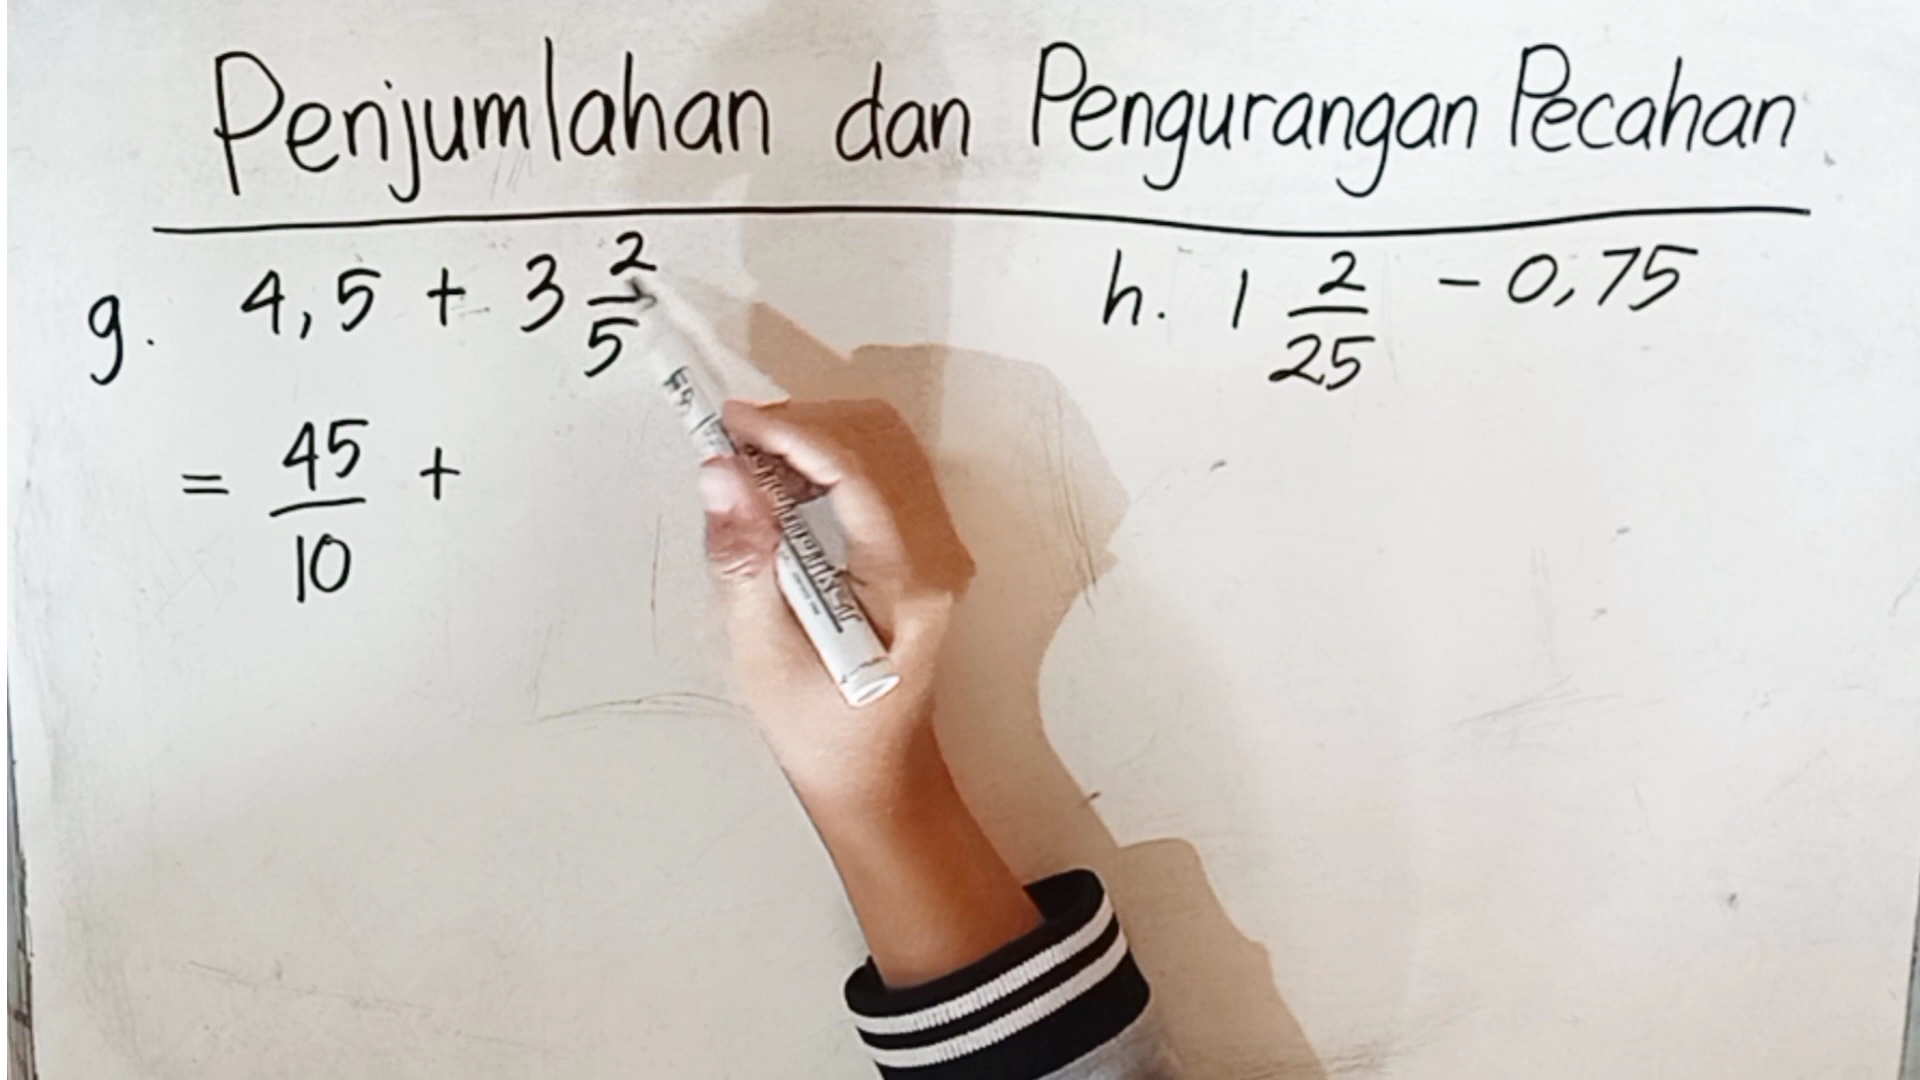 Penjumlahan dan Pengurangan Pecahan
g. 4,5 + 3 2/5
= 45/10 +
h. 1 2/25 - 0,75